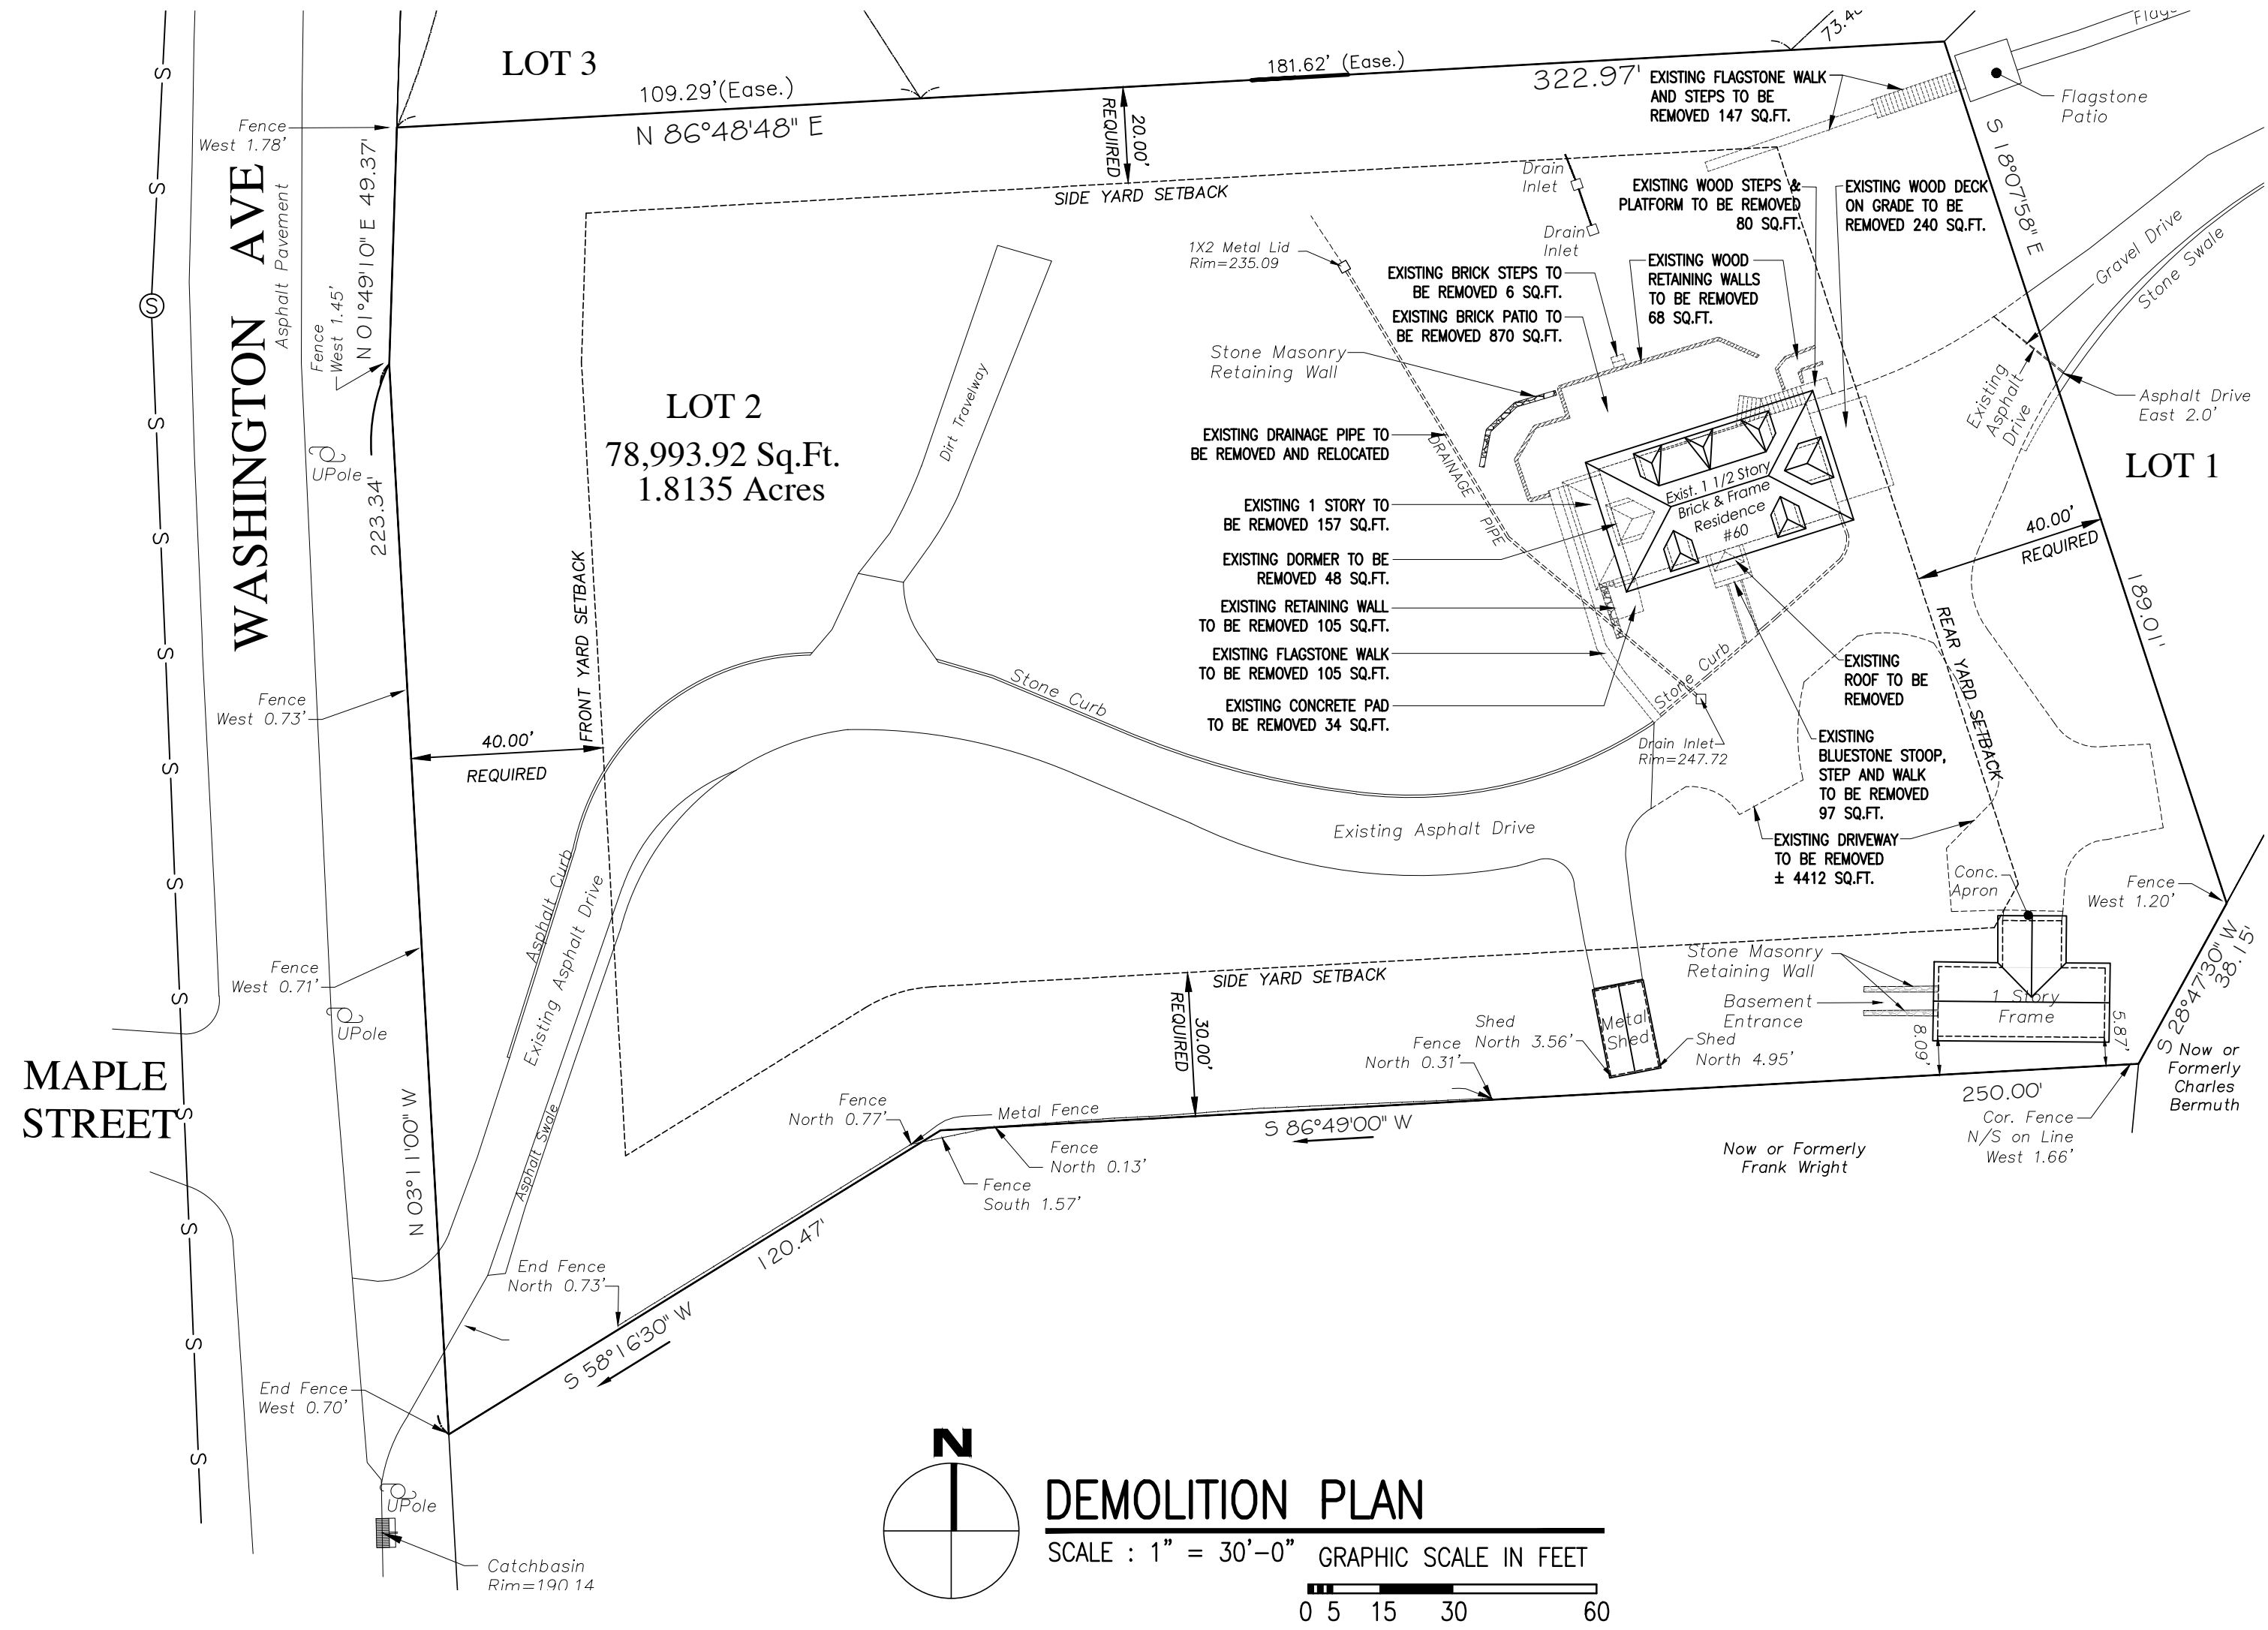 LOT 3
109.29'(Ease.)
N 86°48'48" E
181.62' (Ease.)
322.97'
Fence
West 1.78'
WASHINGTON AVE
Asphalt Pavement
N 01°49'10" E 49.37'
Fence
West 1.45'
20.00'
REQUIRED
SIDE YARD SETBACK
EXISTING FLAGSTONE WALK
AND STEPS TO BE
REMOVED 147 SQ.FT.
Flagstone
Patio
S 18°07'58" E
Drain
Inlet
Drain
Inlet
EXISTING WOOD STEPS &
PLATFORM TO BE REMOVED
80 SQ.FT.
EXISTING WOOD DECK
ON GRADE TO BE
REMOVED 240 SQ.FT.
1X2 Metal Lid
Rim=235.09
EXISTING BRICK STEPS TO
BE REMOVED 6 SQ.FT.
EXISTING WOOD
RETAINING WALLS
TO BE REMOVED
68 SQ.FT.
EXISTING BRICK PATIO TO
BE REMOVED 870 SQ.FT.
Gravel Drive
Stone Swale
Stone Masonry
Retaining Wall
Existing
Asphalt
Drive
Asphalt Drive
East 2.0'
LOT 2
78,993.92 Sq.Ft.
1.8135 Acres
Dirt Travelway
UPole
223.34'
EXISTING DRAINAGE PIPE TO
BE REMOVED AND RELOCATED
DRAINAGE PIPE
LOT 1
Exist. 1 1/2 Story
Brick & Frame
Residence
#60
EXISTING 1 STORY TO
BE REMOVED 157 SQ.FT.
EXISTING DORMER TO BE
REMOVED 48 SQ.FT.
EXISTING RETAINING WALL
TO BE REMOVED 105 SQ.FT.
EXISTING FLAGSTONE WALK
TO BE REMOVED 105 SQ.FT.
EXISTING CONCRETE PAD
TO BE REMOVED 34 SQ.FT.
40.00'
REQUIRED
189.01'
FRONT YARD SETBACK
REAR YARD SETBACK
Fence
West 0.73'
40.00'
REQUIRED
Stone Curb
Stone Curb
Drain Inlet
Rim=247.72
EXISTING
ROOF TO BE
REMOVED
EXISTING
BLUESTONE STOOP,
STEP AND WALK
TO BE REMOVED
97 SQ.FT.
EXISTING DRIVEWAY
TO BE REMOVED
± 4412 SQ.FT.
Existing Asphalt Drive
Asphalt Curb
Existing Asphalt Drive
Asphalt Swale
Conc.
Apron
Fence
West 1.20'
S 28°47'30" W
38.15'
Fence
West 0.71'
UPole
SIDE YARD SETBACK
30.00'
REQUIRED
Stone Masonry
Retaining Wall
Basement
Entrance
1 Story
Frame
8.09'
5.87'
Metal
Shed
Shed
North 3.56'
Shed
North 4.95'
Fence
North 0.31'
MAPLE
STREET
N 03°11'00" W
Fence
North 0.77'
Metal Fence
Fence
North 0.13'
Fence
South 1.57'
S 86°49'00" W
250.00'
Cor. Fence
N/S on Line
West 1.66'
Now or
Formerly
Charles
Bermuth
Now or Formerly
Frank Wright
120.47'
End Fence
North 0.73'
S 58°16'30" W
End Fence
West 0.70'
UPole
Catchbasin
Rim=190.14
N
DEMOLITION PLAN
SCALE : 1" = 30'-0"
GRAPHIC SCALE IN FEET
0 5 15 30 60
S
S
S
S
S
S
S
S
S
S
S
S
S
S